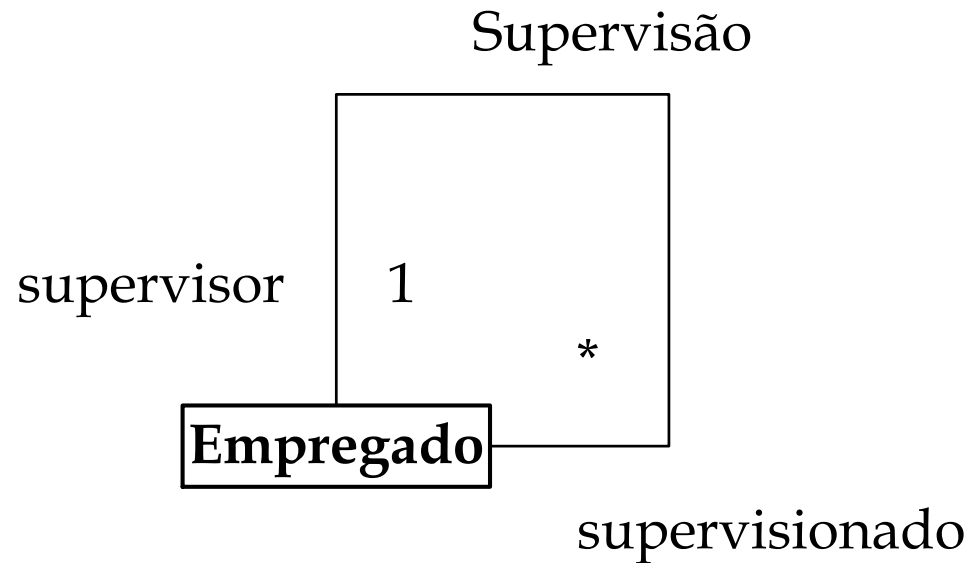 Supervisão
supervisor
1
*
Empregado
supervisionado